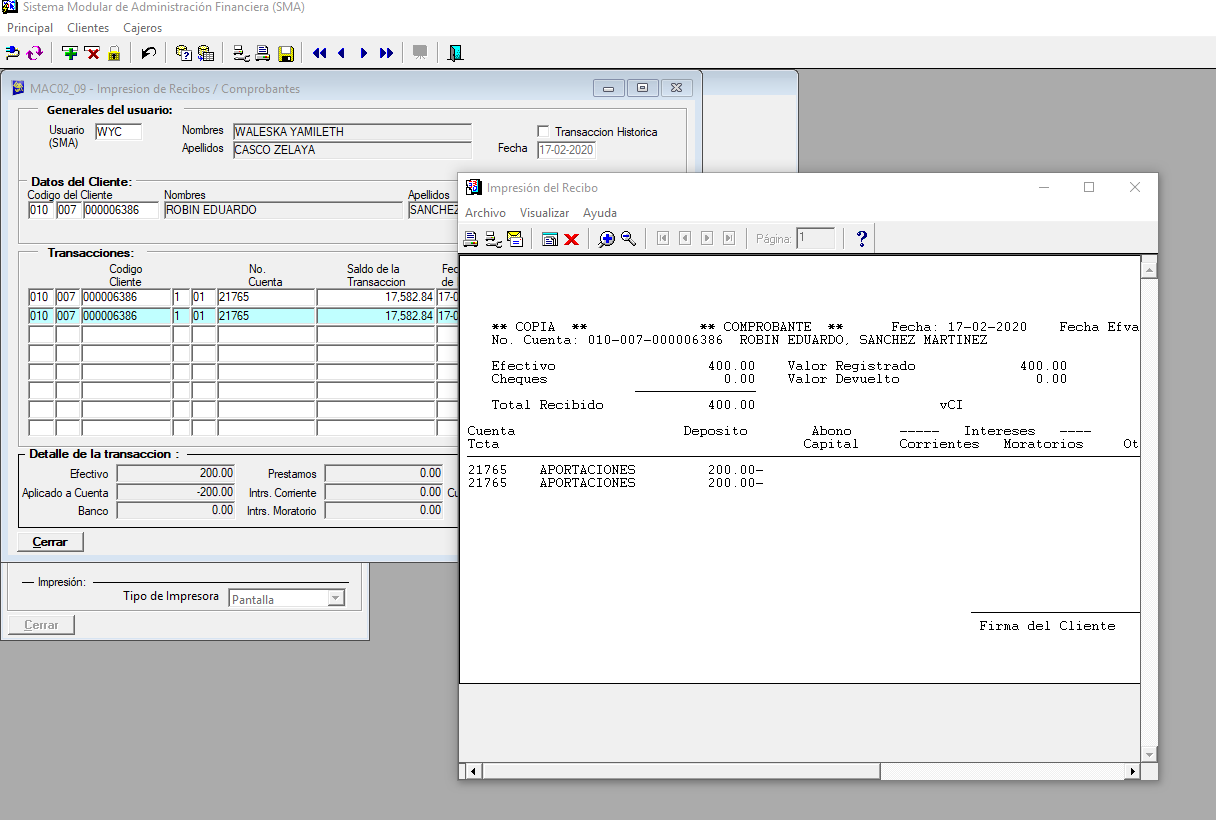 Sistema Modular de Administración Financiera (SMA)
Principal Clientes Cajeros
MAC02_09 - Impresion de Recibos / Comprobantes
Generales del usuario:
Usuario (SMA) WYC Nombres WALESKA YAMILETH Transaccion Historica
Apellidos CASCO ZELAYA Fecha 17-02-2020
Datos del Cliente:
Codigo del Cliente Nombres Apellidos
010 007 000006386 ROBIN EDUARDO SANCHEZ
Transacciones:
Codigo No. Saldo de la Fec
Cliente Cuenta Transaccion de
010 007 000006386 1 01 21765 17,582.84 17-0
010 007 000006386 1 01 21765 17,582.84 17-0
Detalle de la transaccion :
Efectivo 200.00 Prestamos 0.00
Aplicado a Cuenta -200.00 Intrs. Corriente 0.00 Cu
Banco 0.00 Intrs. Moratorio 0.00
Cerrar
Impresión:
Tipo de Impresora Pantalla
Cerrar
Impresión del Recibo
Archivo Visualizar Ayuda
Página: 1
** COPIA ** ** COMPROBANTE ** Fecha: 17-02-2020 Fecha Efva
No. Cuenta: 010-007-000006386 ROBIN EDUARDO, SANCHEZ MARTINEZ
Efectivo 400.00 Valor Registrado 400.00
Cheques 0.00 Valor Devuelto 0.00
Total Recibido 400.00 vCI
Cuenta Deposito Abono ----- Intereses ----
Tcta Capital Corrientes Moratorios Ot
21765 APORTACIONES 200.00-
21765 APORTACIONES 200.00-
Firma del Cliente